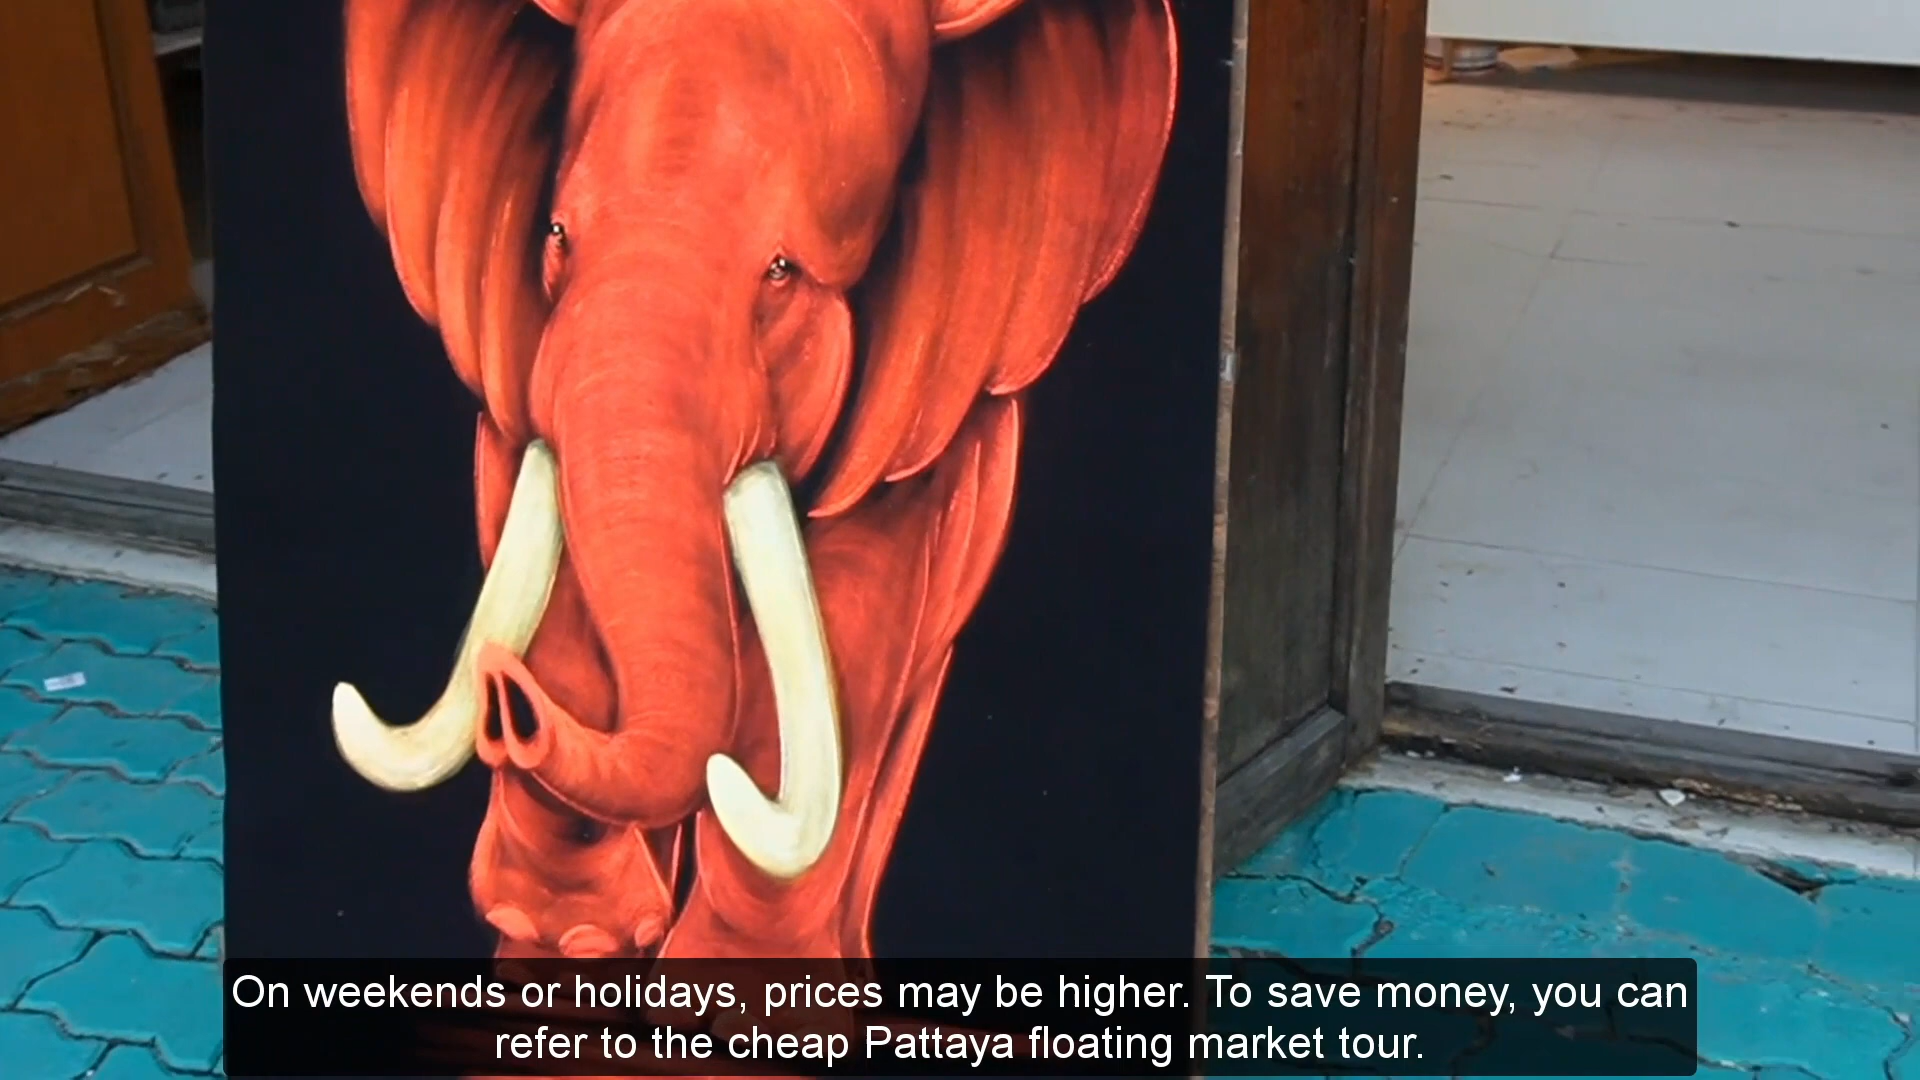 On weekends or holidays, prices may be higher. To save money, you can
refer to the cheap Pattaya floating market tour.